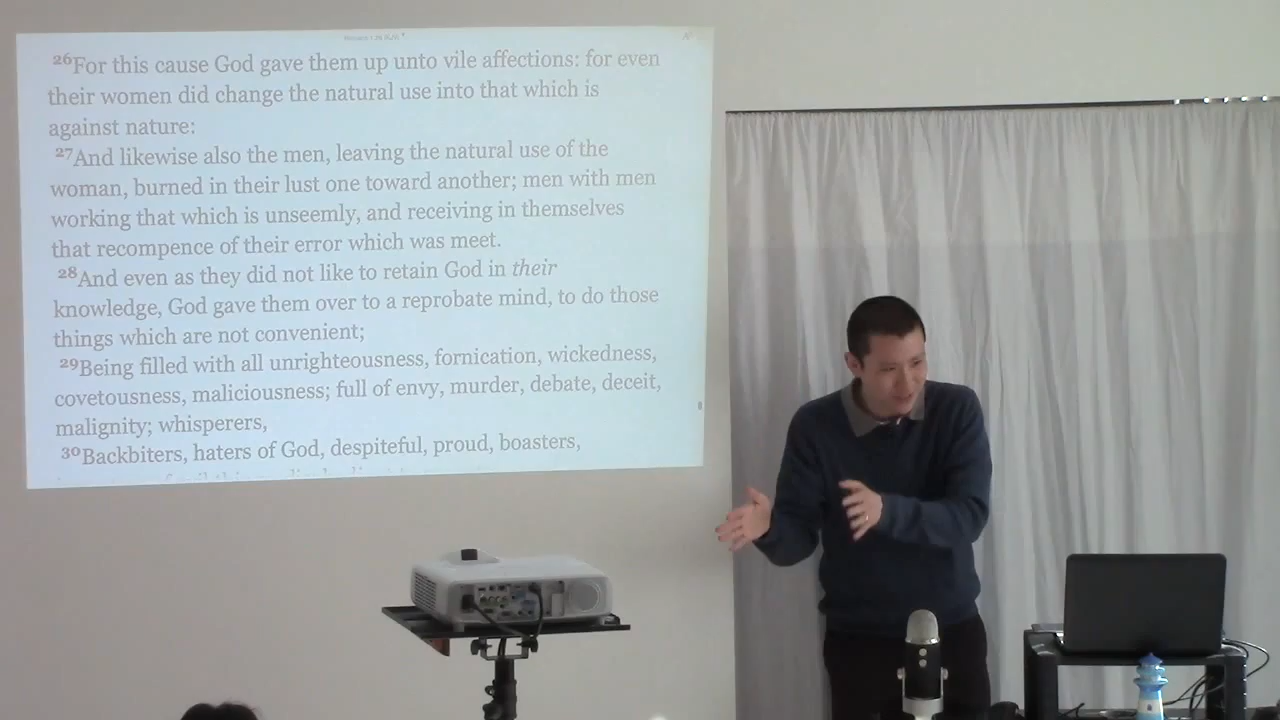 26For this cause God gave them up unto vile affections: for even
their women did change the natural use into that which is
against nature:
27And likewise also the men, leaving the natural use of the
woman, burned in their lust one toward another; men with men
working that which is unseemly, and receiving in themselves
that recompence of their error which was meet.
28And even as they did not like to retain God in their
knowledge, God gave them over to a reprobate mind, to do those
things which are not convenient;
29Being filled with all unrighteousness, fornication, wickedness,
covetousness, maliciousness; full of envy, murder, debate, deceit,
malignity; whisperers,
30Backbiters, haters of God, despiteful, proud, boasters,